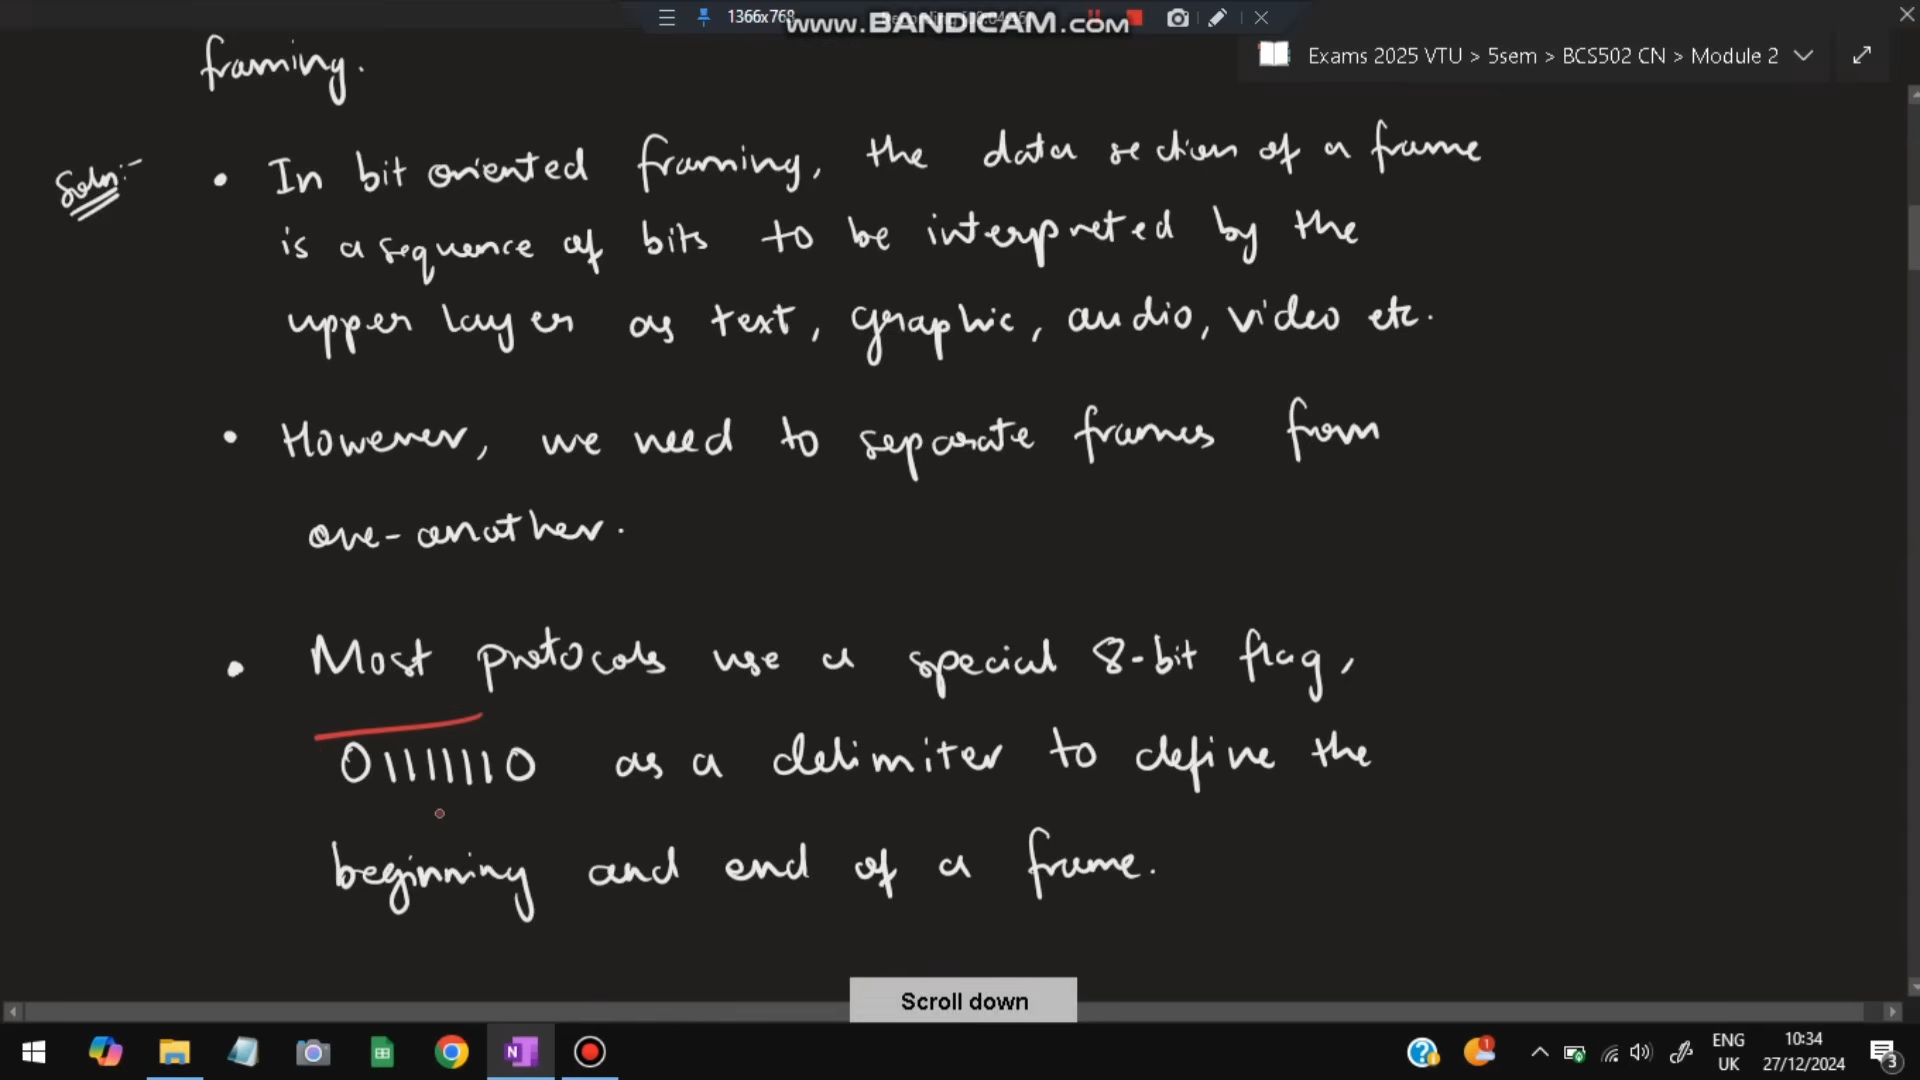 1366x768
www.BANDICAM.com
Exams 2025 VTU > 5sem > BCS502 CN > Module 2
framing.
Soln:-
• In bit oriented framing, the data section of a frame
is a sequence of bits to be interpreted by the
upper layer as text, graphic, audio, video etc.
• However, we need to separate frames from
one-another.
• Most protocols use a special 8-bit flag,
01111110 as a delimiter to define the
beginning and end of a frame.
Scroll down
ENG
UK
10:34
27/12/2024
1
3